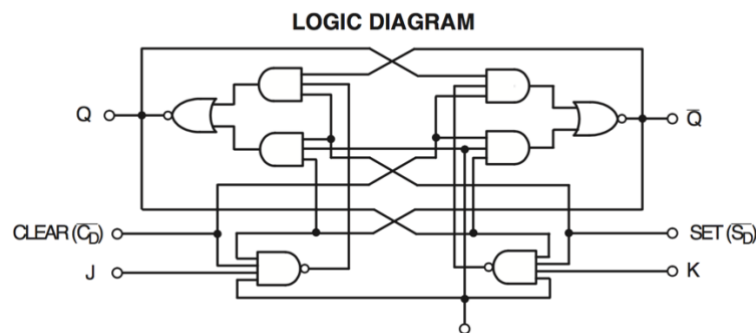 LOGIC DIAGRAM
Q
Q̅
CLEAR (C̅D̅)
SET (S̅D̅)
J
K